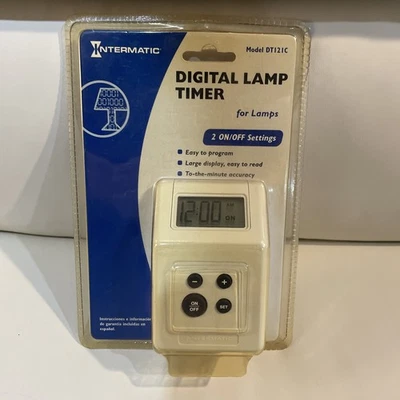 INTERMATIC®
Model DT121C
DIGITAL LAMP
TIMER
for Lamps
2 ON/OFF Settings
• Easy to program
• Large display, easy to read
• To-the-minute accuracy
12:00
ON
−
+
ON
OFF
SET
Instrucciones e información
de garantía incluidas en
español